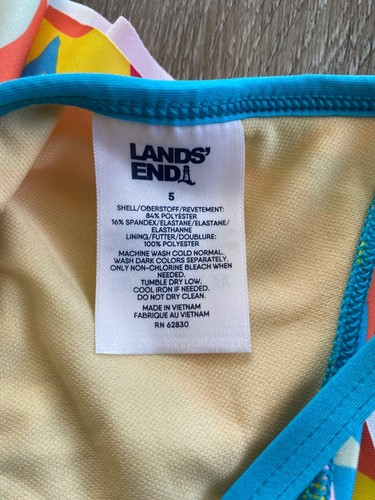 LANDS'
END
5
SHELL/OBERSTOFF/REVETEMENT:
84% POLYESTER
16% SPANDEX/ELASTANE/ELASTANE/
ELASTHANNE
LINING/FUTTER/DOUBLURE:
100% POLYESTER
MACHINE WASH COLD NORMAL.
WASH DARK COLORS SEPARATELY.
ONLY NON-CHLORINE BLEACH WHEN
NEEDED.
TUMBLE DRY LOW.
COOL IRON IF NEEDED.
DO NOT DRY CLEAN.
MADE IN VIETNAM
FABRIQUE AU VIETNAM
RN 62830